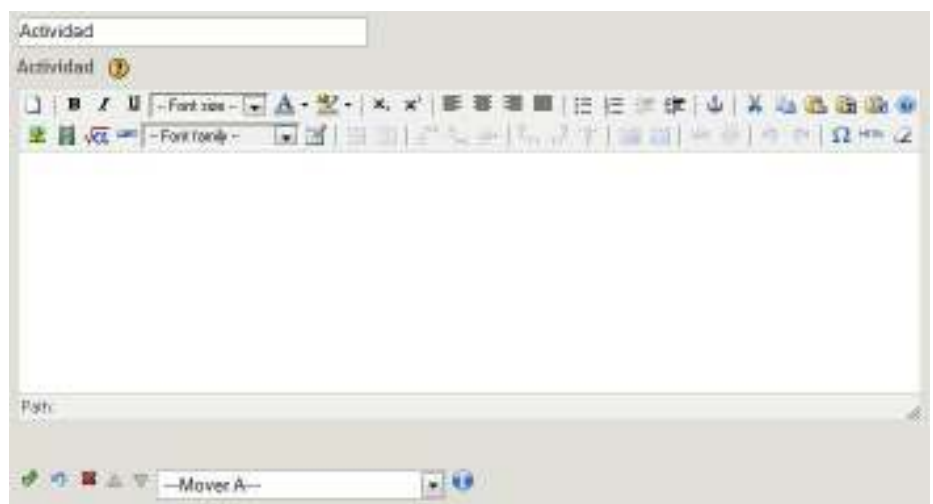 Actividad
Actividad
B I U -- Font size -- A
-- Font family -- Ω
Path:
---Mover A---